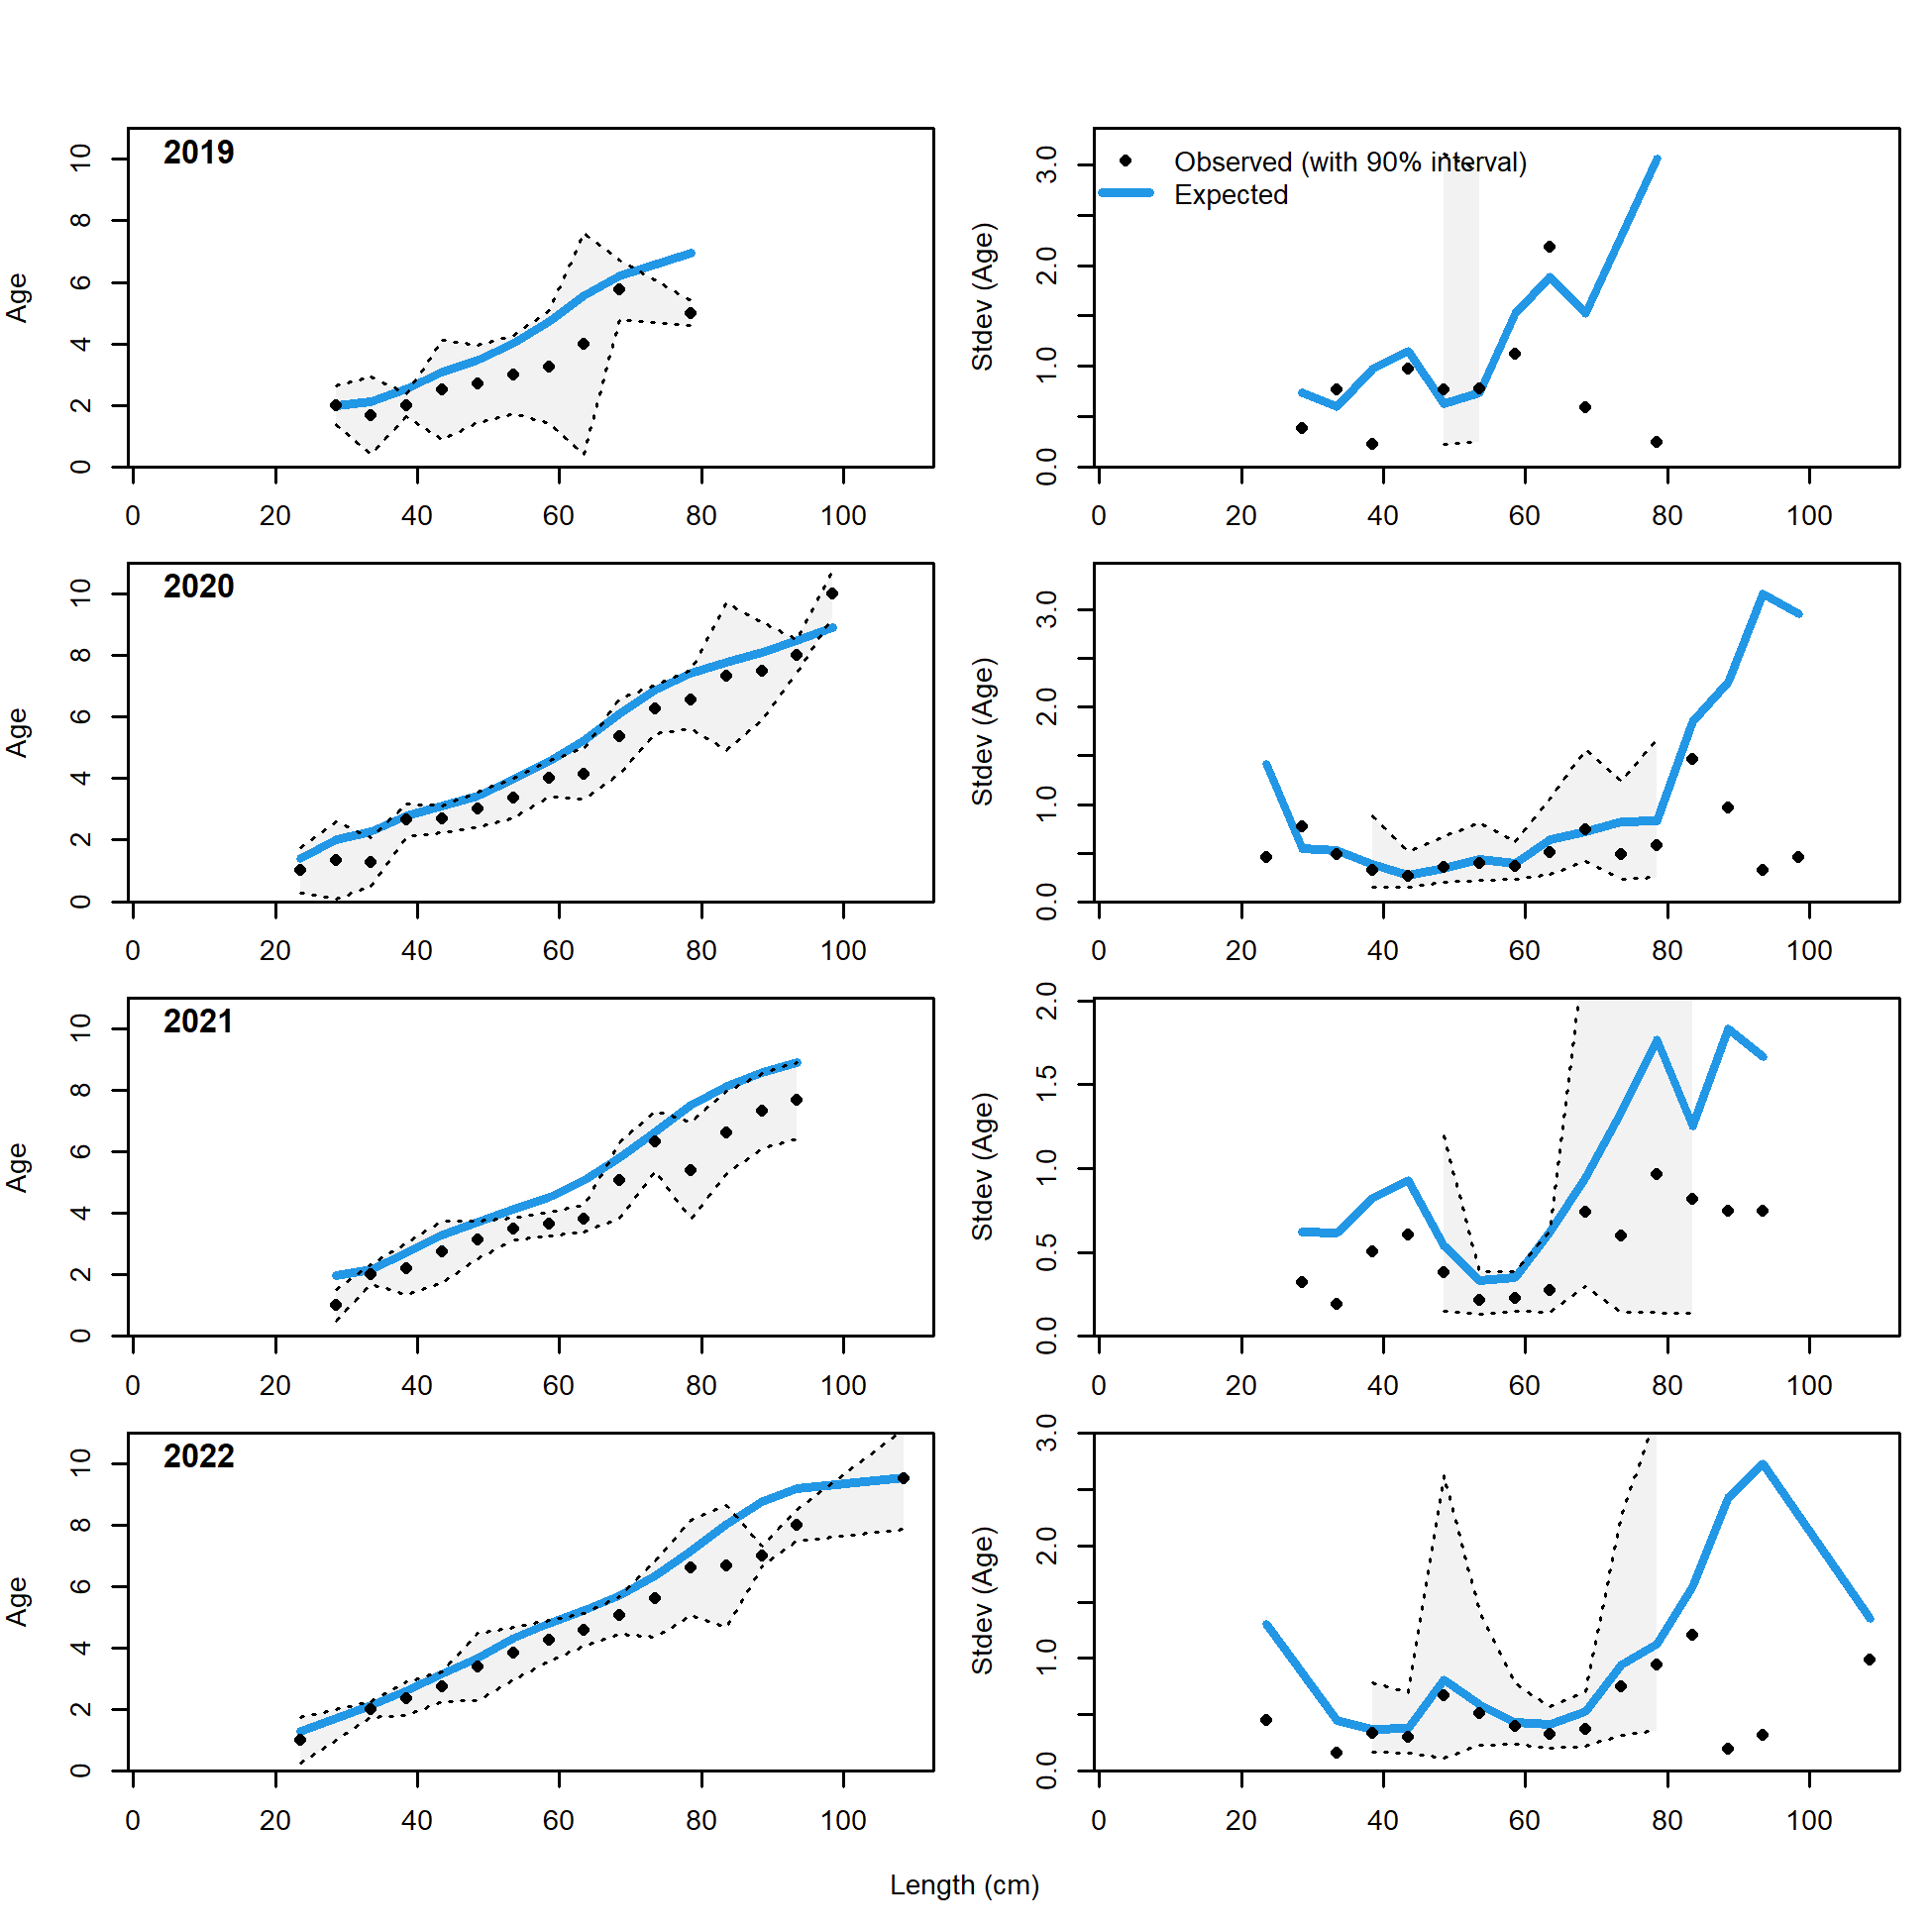 2019
Age
0 2 4 6 8 10
0 20 40 60 80 100
Observed (with 90% interval)
Expected
Stdev (Age)
0.0 1.0 2.0 3.0
0 20 40 60 80 100
2020
Age
0 2 4 6 8 10
0 20 40 60 80 100
Stdev (Age)
0.0 1.0 2.0 3.0
0 20 40 60 80 100
2021
Age
0 2 4 6 8 10
0 20 40 60 80 100
Stdev (Age)
0.0 0.5 1.0 1.5 2.0
0 20 40 60 80 100
2022
Age
0 2 4 6 8 10
0 20 40 60 80 100
Stdev (Age)
0.0 1.0 2.0 3.0
0 20 40 60 80 100
Length (cm)